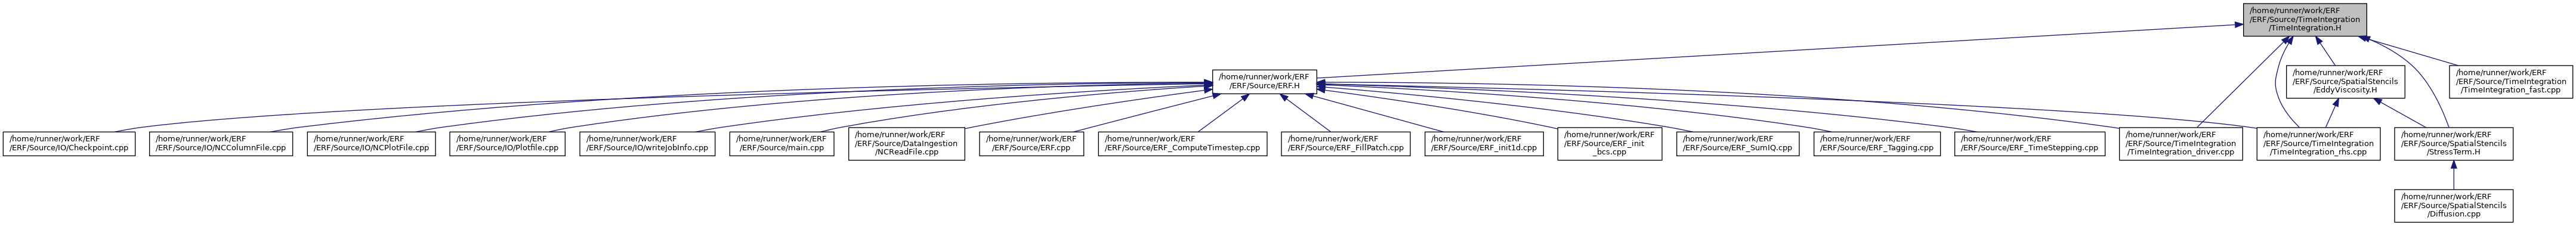 /home/runner/work/ERF
/ERF/Source/TimeIntegration
/TimeIntegration.H
/home/runner/work/ERF
/ERF/Source/ERF.H
/home/runner/work/ERF
/ERF/Source/SpatialStencils
/EddyViscosity.H
/home/runner/work/ERF
/ERF/Source/TimeIntegration
/TimeIntegration_fast.cpp
/home/runner/work/ERF
/ERF/Source/IO/Checkpoint.cpp
/home/runner/work/ERF
/ERF/Source/IO/NCColumnFile.cpp
/home/runner/work/ERF
/ERF/Source/IO/NCPlotFile.cpp
/home/runner/work/ERF
/ERF/Source/IO/Plotfile.cpp
/home/runner/work/ERF
/ERF/Source/IO/writeJobInfo.cpp
/home/runner/work/ERF
/ERF/Source/main.cpp
/home/runner/work/ERF
/ERF/Source/DataIngestion
/NCReadFile.cpp
/home/runner/work/ERF
/ERF/Source/ERF.cpp
/home/runner/work/ERF
/ERF/Source/ERF_ComputeTimestep.cpp
/home/runner/work/ERF
/ERF/Source/ERF_FillPatch.cpp
/home/runner/work/ERF
/ERF/Source/ERF_init1d.cpp
/home/runner/work/ERF
/ERF/Source/ERF_init
_bcs.cpp
/home/runner/work/ERF
/ERF/Source/ERF_SumIQ.cpp
/home/runner/work/ERF
/ERF/Source/ERF_Tagging.cpp
/home/runner/work/ERF
/ERF/Source/ERF_TimeStepping.cpp
/home/runner/work/ERF
/ERF/Source/TimeIntegration
/TimeIntegration_driver.cpp
/home/runner/work/ERF
/ERF/Source/TimeIntegration
/TimeIntegration_rhs.cpp
/home/runner/work/ERF
/ERF/Source/SpatialStencils
/StressTerm.H
/home/runner/work/ERF
/ERF/Source/SpatialStencils
/Diffusion.cpp